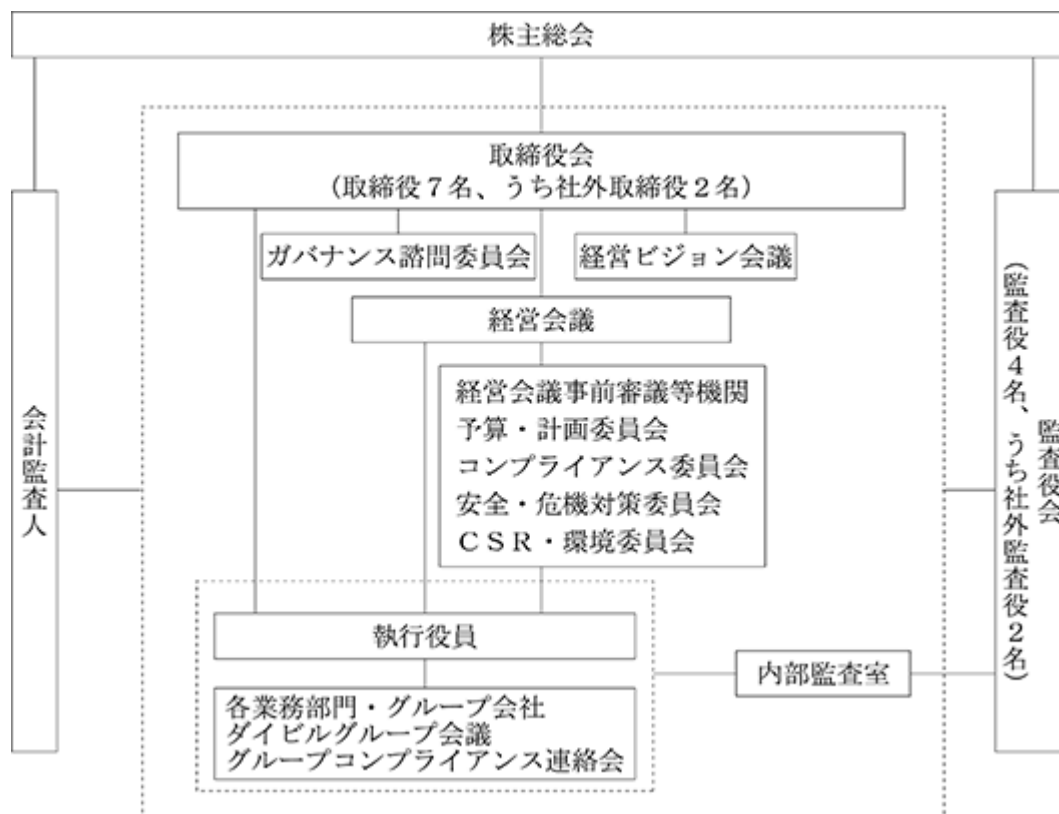 株主総会
取締役会
（取締役７名、うち社外取締役２名）
ガバナンス諮問委員会
経営ビジョン会議
経営会議
経営会議事前審議等機関
予算・計画委員会
コンプライアンス委員会
安全・危機対策委員会
ＣＳＲ・環境委員会
会計監査人
監査役会
（監査役４名、うち社外監査役２名）
執行役員
内部監査室
各業務部門・グループ会社
ダイビルグループ会議
グループコンプライアンス連絡会